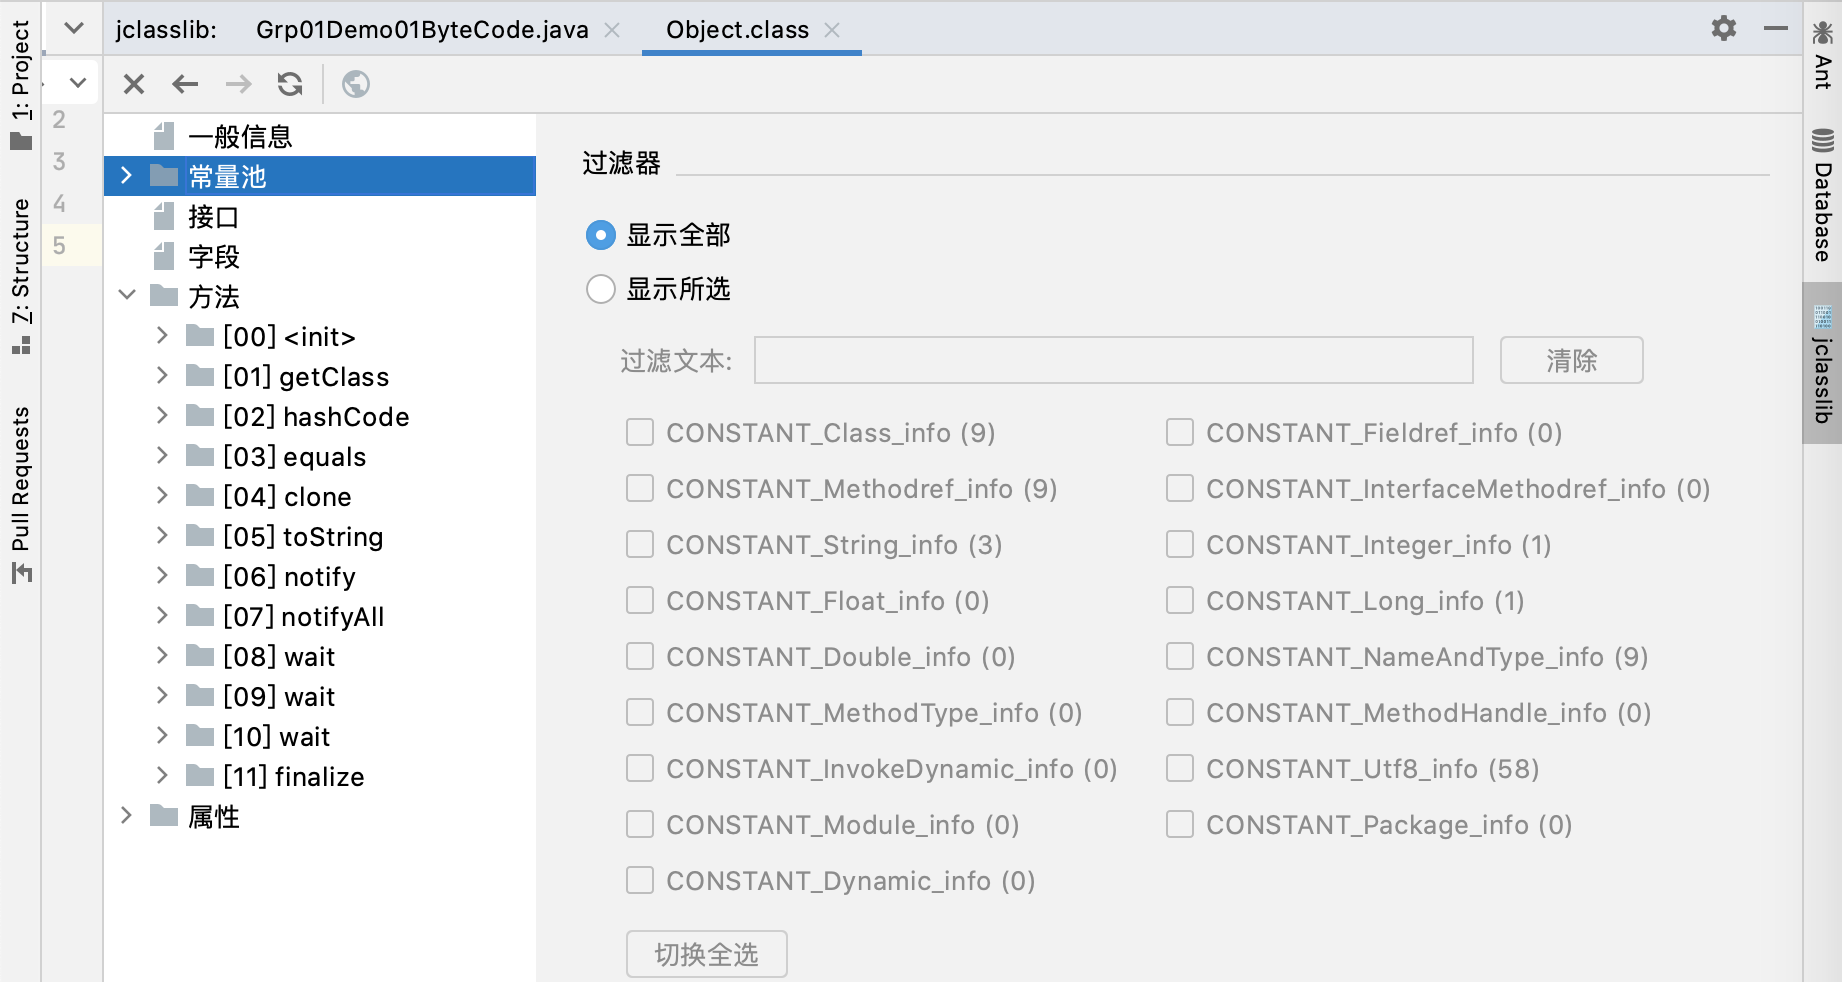 jclasslib: Grp01Demo01ByteCode.java Object.class
1: Project
7: Structure
Pull Requests
2
3
4
5
一般信息
常量池
接口
字段
方法
[00] <init>
[01] getClass
[02] hashCode
[03] equals
[04] clone
[05] toString
[06] notify
[07] notifyAll
[08] wait
[09] wait
[10] wait
[11] finalize
属性
过滤器
显示全部
显示所选
过滤文本: 清除
CONSTANT_Class_info (9) CONSTANT_Fieldref_info (0)
CONSTANT_Methodref_info (9) CONSTANT_InterfaceMethodref_info (0)
CONSTANT_String_info (3) CONSTANT_Integer_info (1)
CONSTANT_Float_info (0) CONSTANT_Long_info (1)
CONSTANT_Double_info (0) CONSTANT_NameAndType_info (9)
CONSTANT_MethodType_info (0) CONSTANT_MethodHandle_info (0)
CONSTANT_InvokeDynamic_info (0) CONSTANT_Utf8_info (58)
CONSTANT_Module_info (0) CONSTANT_Package_info (0)
CONSTANT_Dynamic_info (0)
切换全选
Ant
Database
jclasslib